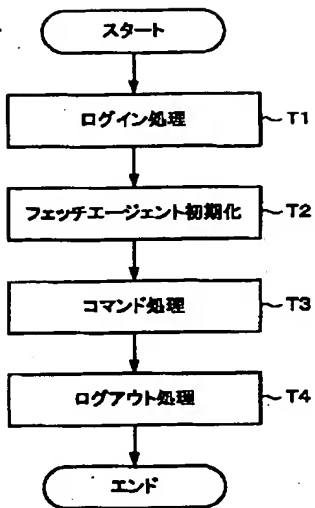 スタート
ログイン処理 T1
フェッチエージェント初期化 T2
コマンド処理 T3
ログアウト処理 T4
エンド